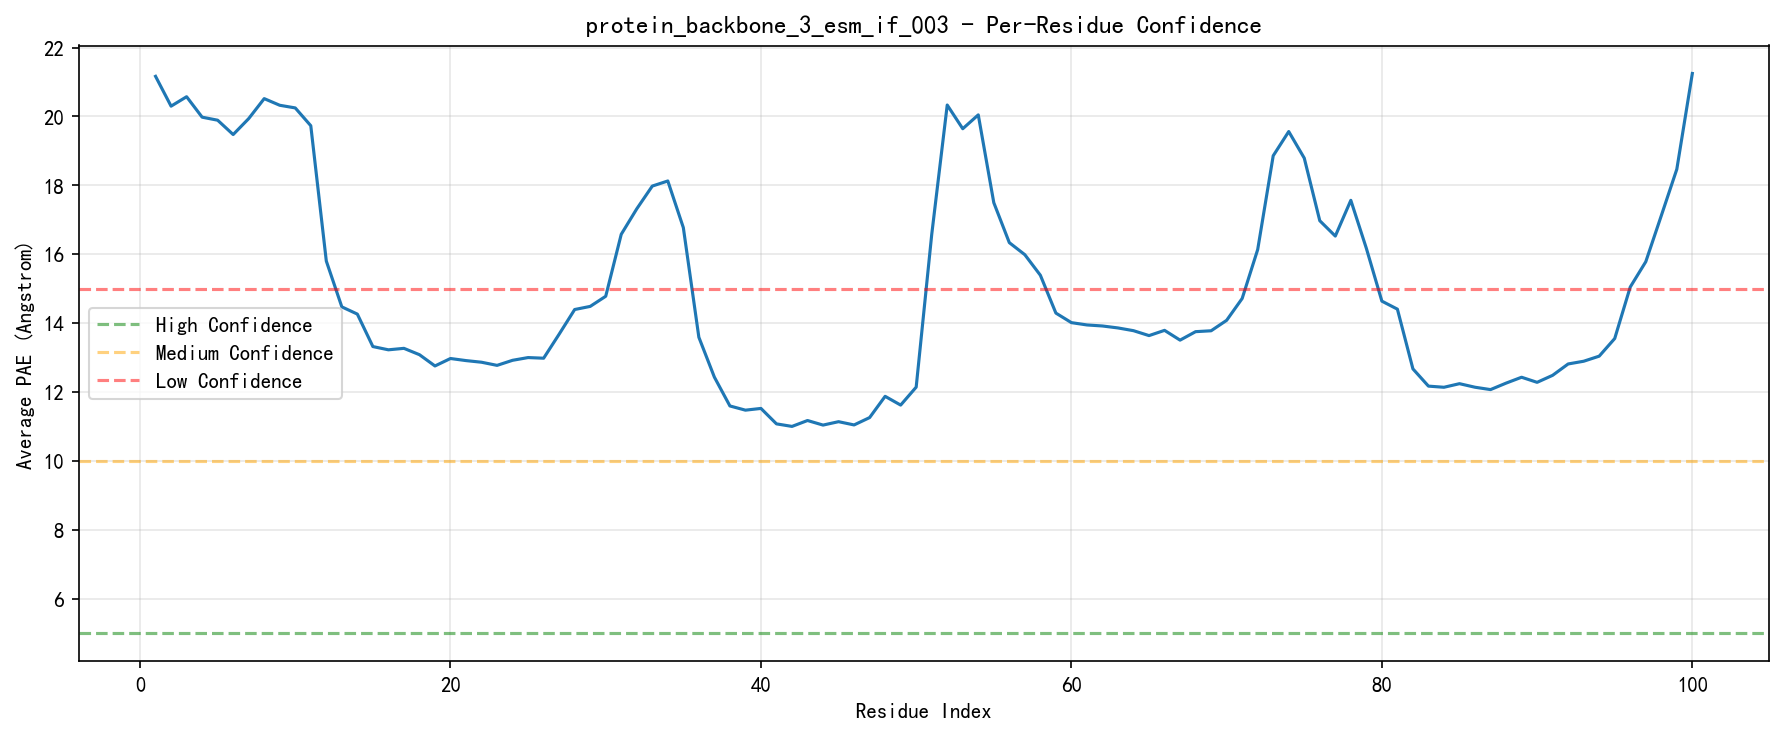 protein_backbone_3_esm_if_003 - Per-Residue Confidence
22
20
18
16
14
12
10
8
6
Average PAE (Angstrom)
High Confidence
Medium Confidence
Low Confidence
0 20 40 60 80 100
Residue Index